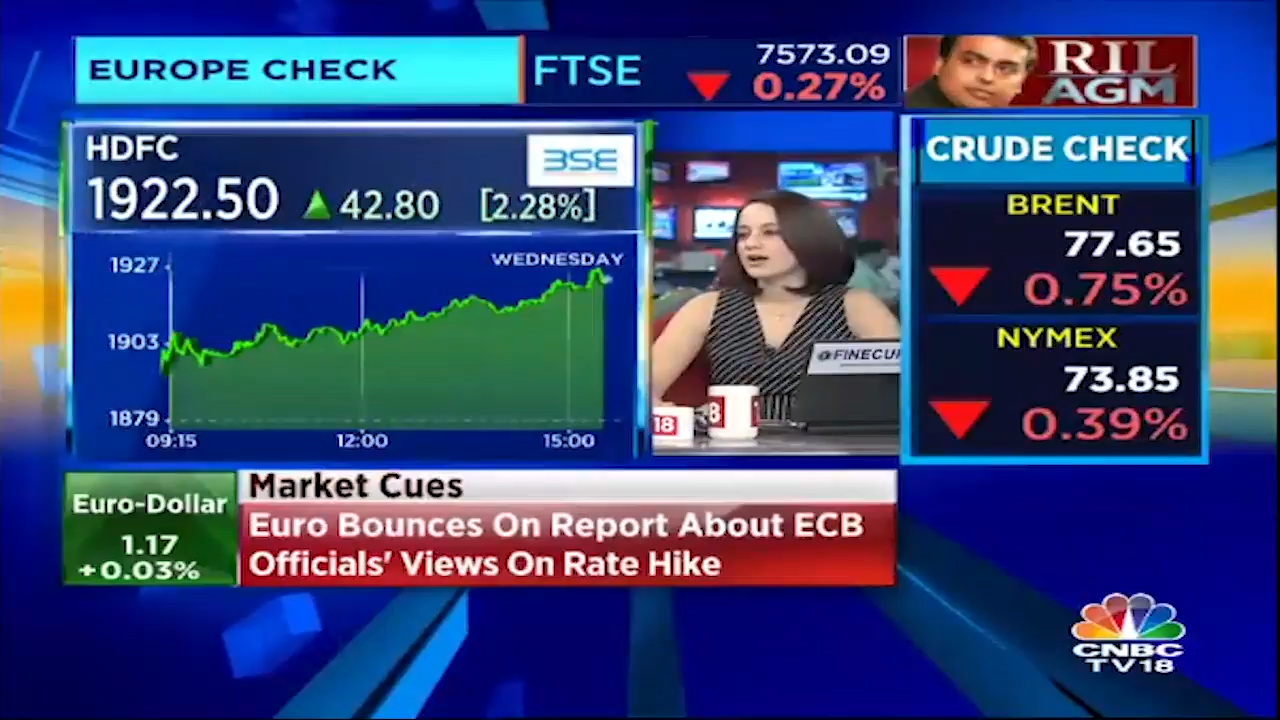 EUROPE CHECK
FTSE
7573.09
0.27%
RIL
AGM
HDFC
BSE
1922.50
42.80
[2.28%]
WEDNESDAY
1927
1903
1879
09:15
12:00
15:00
@FINECU
18
8
CRUDE CHECK
BRENT
77.65
0.75%
NYMEX
73.85
0.39%
Euro-Dollar
1.17
+0.03%
Market Cues
Euro Bounces On Report About ECB
Officials' Views On Rate Hike
CNBC
TV18